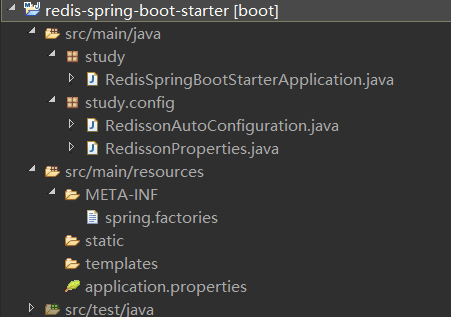 redis-spring-boot-starter [boot]
src/main/java
study
RedisSpringBootStarterApplication.java
study.config
RedissonAutoConfiguration.java
RedissonProperties.java
src/main/resources
META-INF
spring.factories
static
templates
application.properties
src/test/java